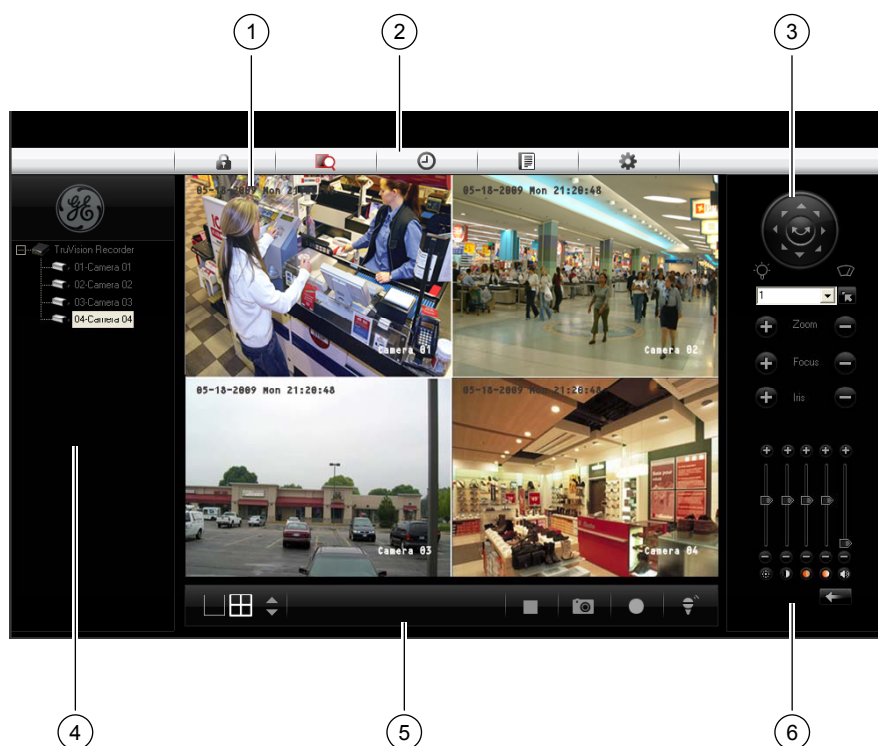 1
2
3
05-18-2009 Mon 21:20:48
05-18-2009 Mon 21:20:48
TruVision Recorder
01-Camera 01
02-Camera 02
03-Camera 03
04-Camera 04
1
Zoom
Camera 01
Camera 02
Focus
05-18-2009 Mon 21:20:48
05-18-2009 Mon 21:20:48
Iris
Camera 03
Camera 04
4
5
6